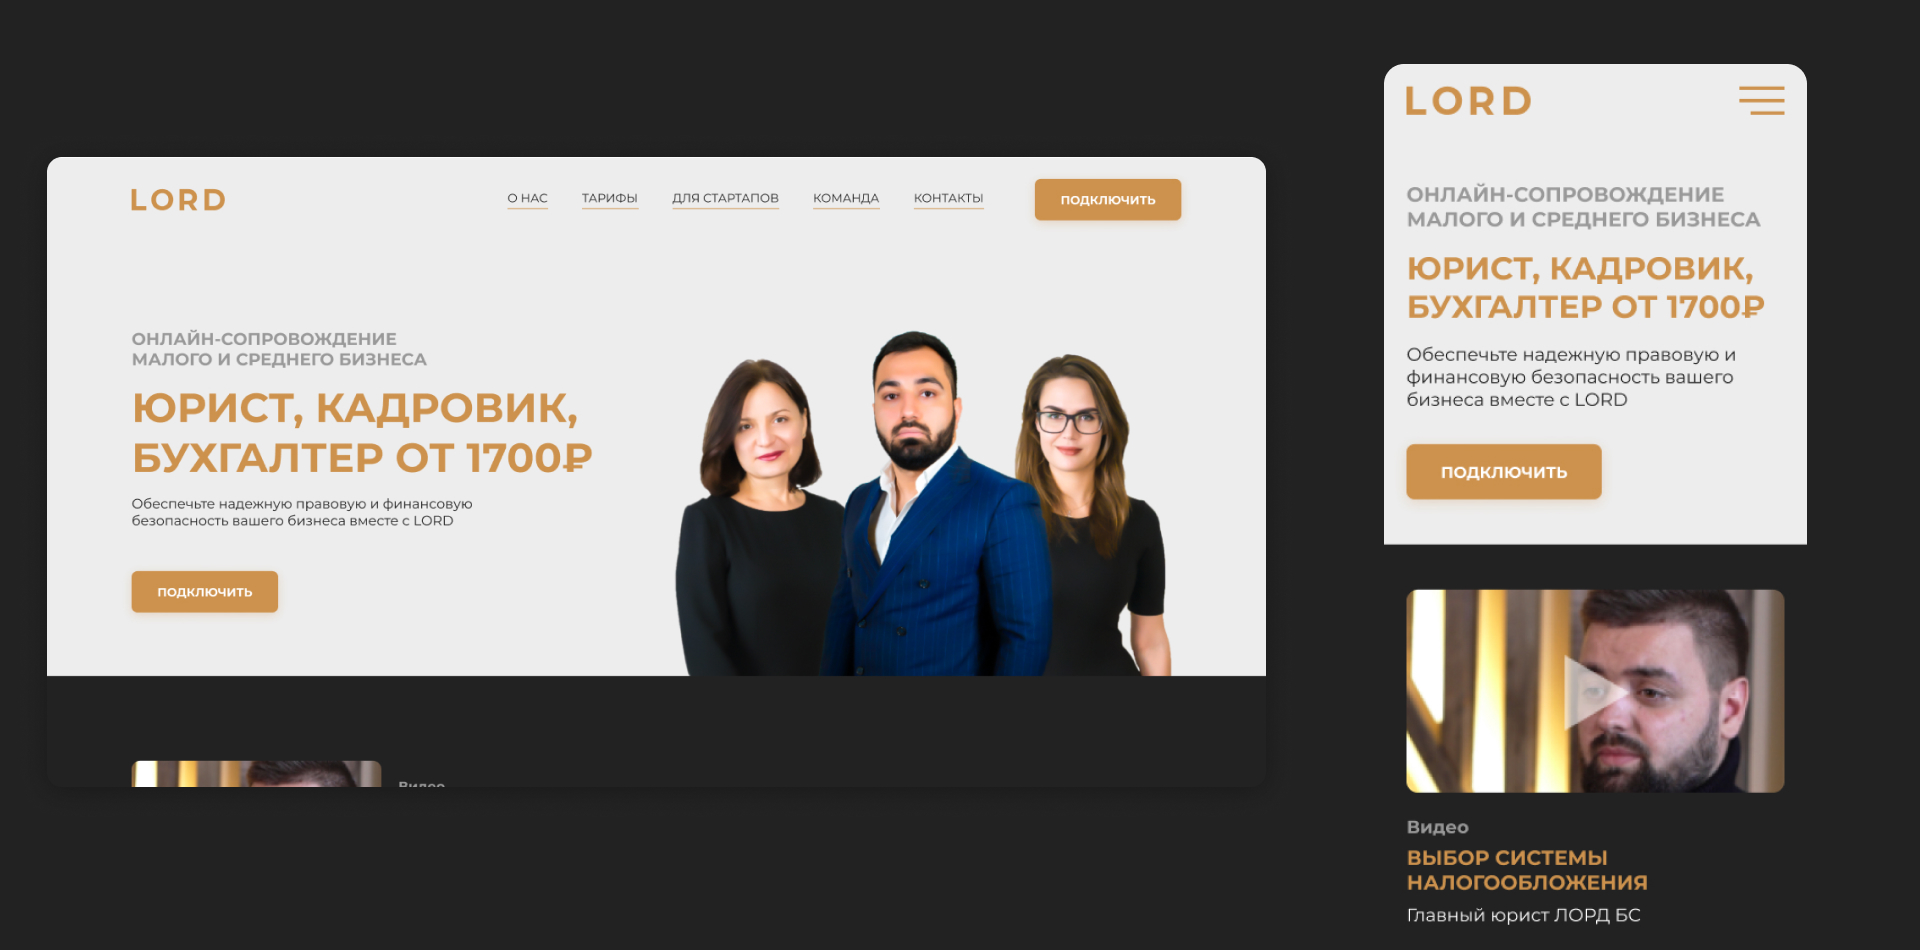 LORD
О НАС
ТАРИФЫ
ДЛЯ СТАРТАПОВ
КОМАНДА
КОНТАКТЫ
ПОДКЛЮЧИТЬ
ОНЛАЙН-СОПРОВОЖДЕНИЕ
МАЛОГО И СРЕДНЕГО БИЗНЕСА
ЮРИСТ, КАДРОВИК,
БУХГАЛТЕР ОТ 1700₽
Обеспечьте надежную правовую и финансовую
безопасность вашего бизнеса вместе с LORD
ПОДКЛЮЧИТЬ
Видео
LORD
ОНЛАЙН-СОПРОВОЖДЕНИЕ
МАЛОГО И СРЕДНЕГО БИЗНЕСА
ЮРИСТ, КАДРОВИК,
БУХГАЛТЕР ОТ 1700₽
Обеспечьте надежную правовую и
финансовую безопасность вашего
бизнеса вместе с LORD
ПОДКЛЮЧИТЬ
Видео
ВЫБОР СИСТЕМЫ
НАЛОГООБЛОЖЕНИЯ
Главный юрист ЛОРД БС